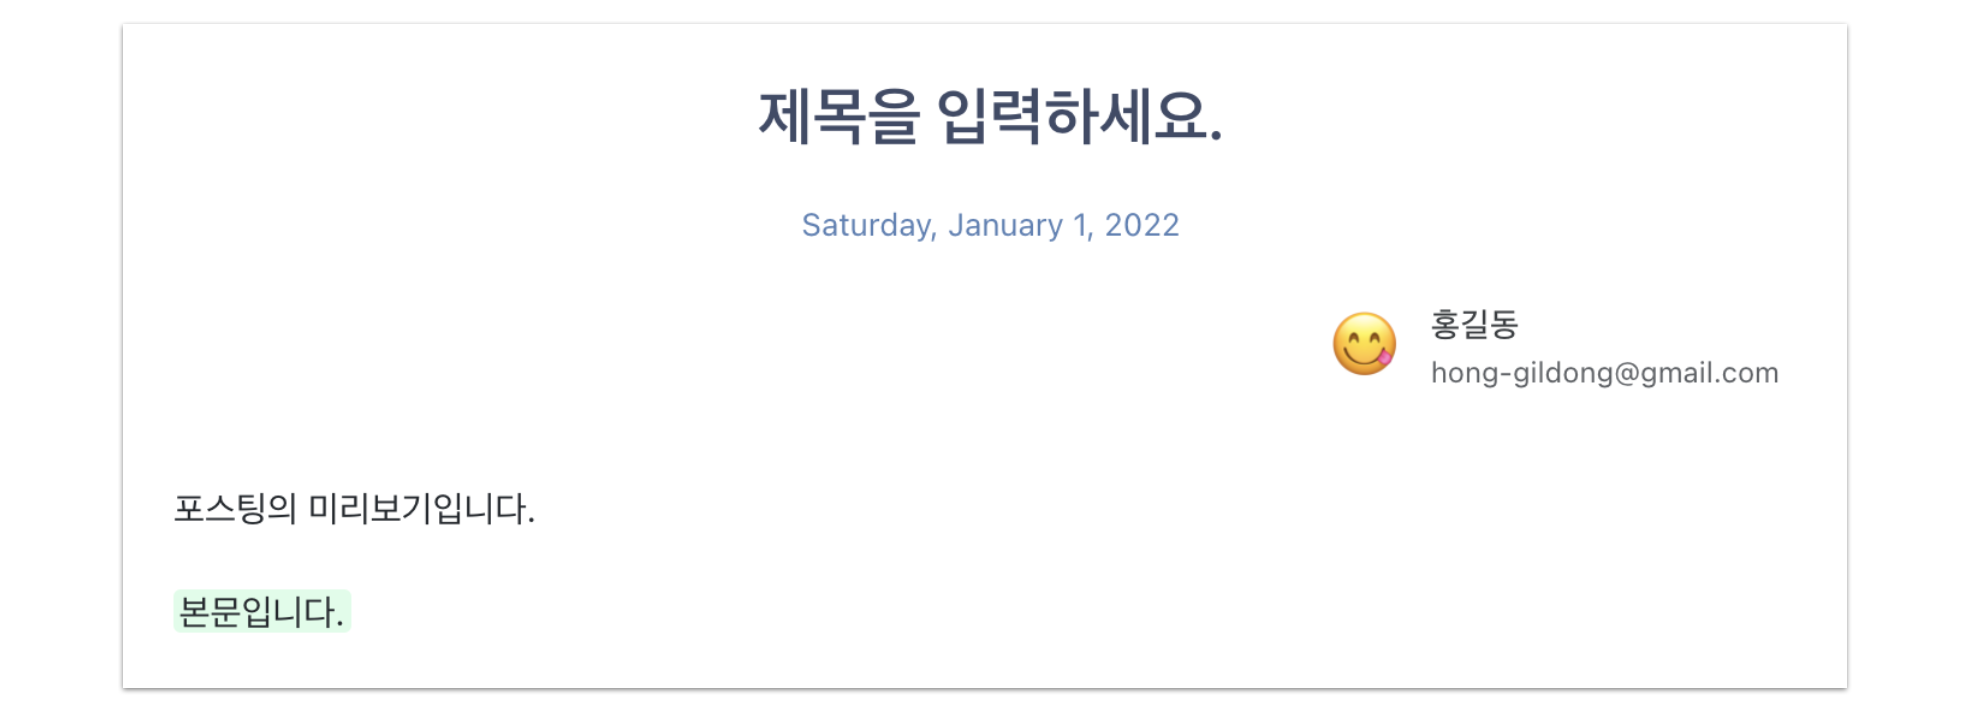 제목을 입력하세요.
Saturday, January 1, 2022
홍길동
hong-gildong@gmail.com
포스팅의 미리보기입니다.
본문입니다.